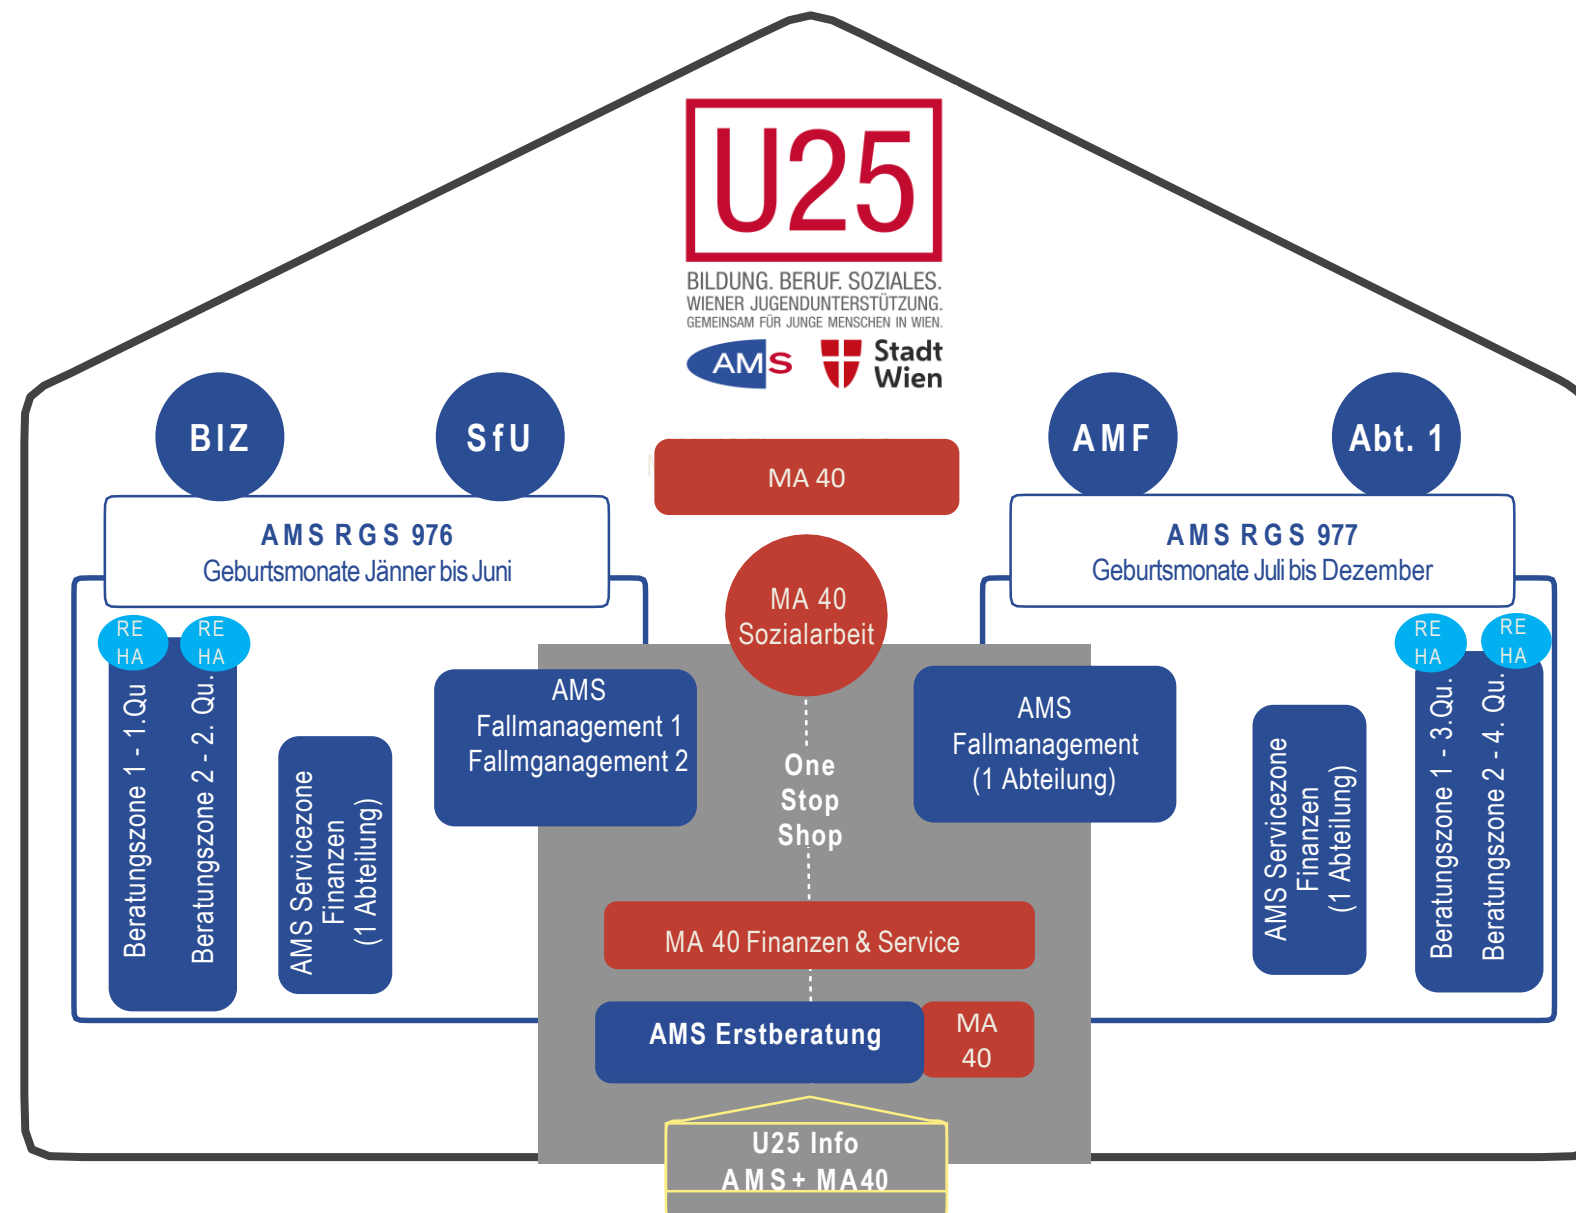 U25
BILDUNG. BERUF. SOZIALES.
WIENER JUGENDUNTERSTÜTZUNG.
GEMEINSAM FÜR JUNGE MENSCHEN IN WIEN.
AMS
Stadt
Wien
BIZ
SfU
AMF
Abt. 1
MA 40
AMS RGS 976
Geburtsmonate Jänner bis Juni
AMS RGS 977
Geburtsmonate Juli bis Dezember
MA 40
Sozialarbeit
RE
HA
RE
HA
Beratungszone 1 - 1.Qu
Beratungszone 2 - 2. Qu.
AMS Servicezone
Finanzen
(1 Abteilung)
AMS
Fallmanagement 1
Fallmganagement 2
One
Stop
Shop
AMS
Fallmanagement
(1 Abteilung)
AMS Servicezone
Finanzen
(1 Abteilung)
RE
HA
RE
HA
Beratungszone 1 - 3.Qu.
Beratungszone 2 - 4. Qu.
MA 40 Finanzen & Service
AMS Erstberatung
MA
40
U25 Info
AMS+ MA40